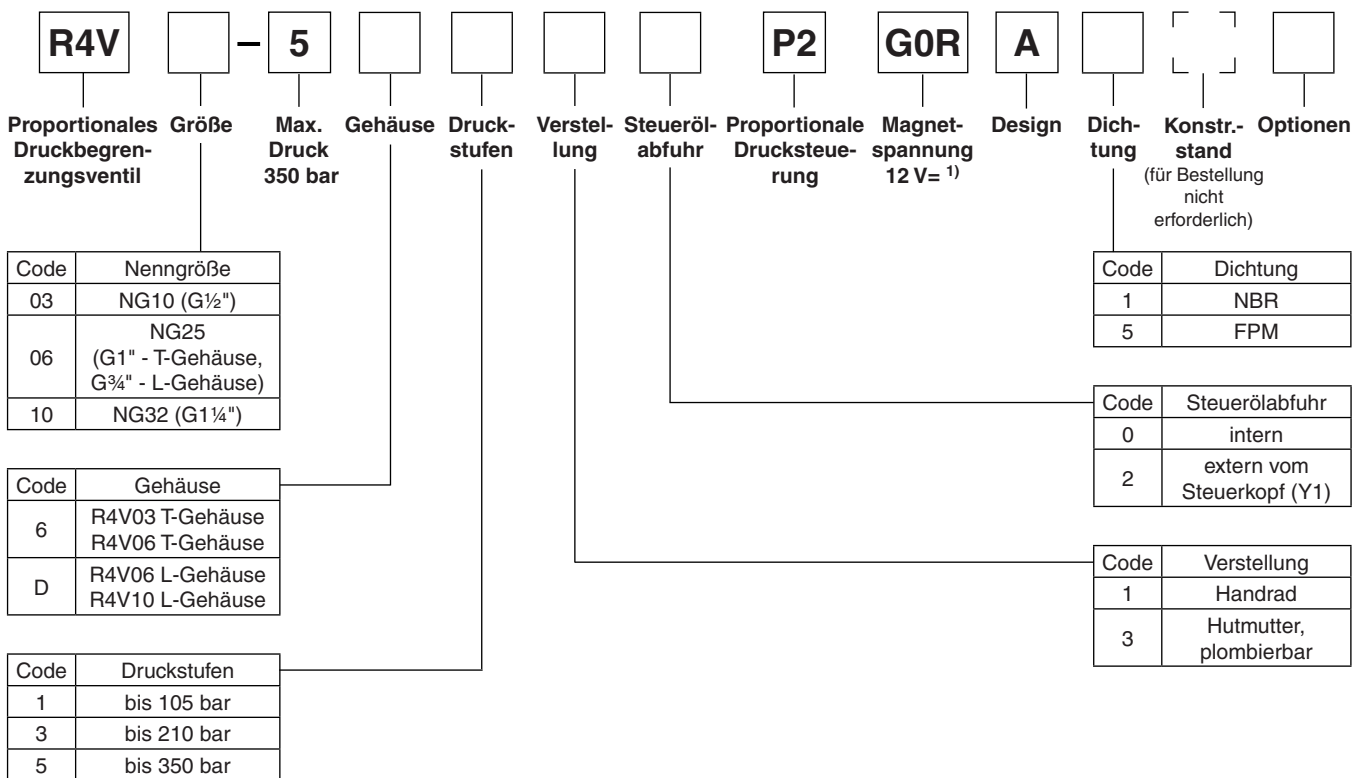 R4V – 5 P2 G0R A
Proportionales Größe Max. Gehäuse Druck- Verstel- Steueröl- Proportionale Magnet- Design Dich- Konstr.- Optionen
Druckbegren- Druck stufen lung abfuhr Drucksteue- spannung tung stand
zungsventil 350 bar rung 12 V= 1) (für Bestellung
nicht
erforderlich)
Code Nenngröße
03 NG10 (G½")
06 NG25
(G1" - T-Gehäuse,
G¾" - L-Gehäuse)
10 NG32 (G1¼")
Code Gehäuse
6 R4V03 T-Gehäuse
R4V06 T-Gehäuse
D R4V06 L-Gehäuse
R4V10 L-Gehäuse
Code Druckstufen
1 bis 105 bar
3 bis 210 bar
5 bis 350 bar
Code Dichtung
1 NBR
5 FPM
Code Steuerölabfuhr
0 intern
2 extern vom
Steuerkopf (Y1)
Code Verstellung
1 Handrad
3 Hutmutter,
plombierbar